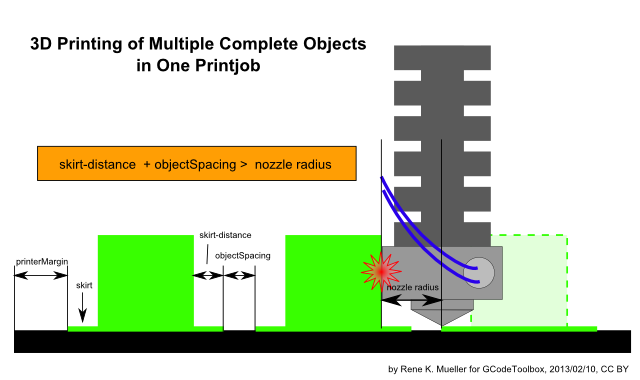 3D Printing of Multiple Complete Objects
in One Printjob
skirt-distance + objectSpacing > nozzle radius
skirt-distance
objectSpacing
printerMargin
skirt
nozzle radius
by Rene K. Mueller for GCodeToolbox, 2013/02/10, CC BY